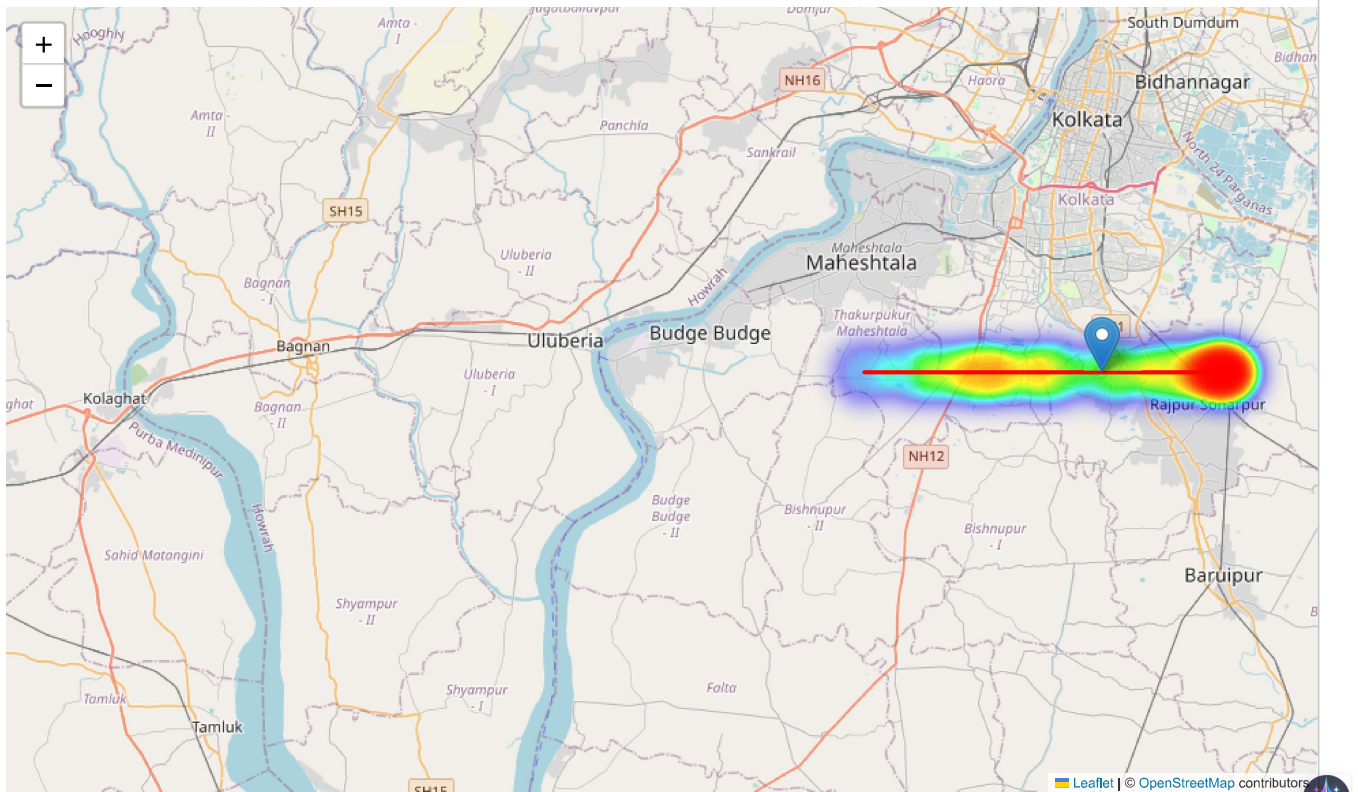 +
−
Hooghly
Amta -
I
Jagatballavpur
Domjur
South Dumdum
NH16
Haora
Bidhan
Bidhannagar
Amta -
II
Panchla
Kolkata
Sankrail
North 24 Parganas
SH15
Kolkata
Uluberia
- II
Maheshtala
Maheshtala
Howrah
Bagnan
- I
Thakurpukur
Maheshtala
1
Uluberia
Budge Budge
Bagnan
Uluberia
- I
Kolaghat
ghat
Bagnan
- II
Rajpur Sonarpur
Purba Medinipur
NH12
Howrah
Budge
Budge
- II
Bishnupur
- II
Bishnupur
- I
Sahid Matangini
Baruipur
Shyampur
- II
B
Shyampur
- I
Falta
Tamluk
Tamluk
SH15
Leaflet | © OpenStreetMap contributors